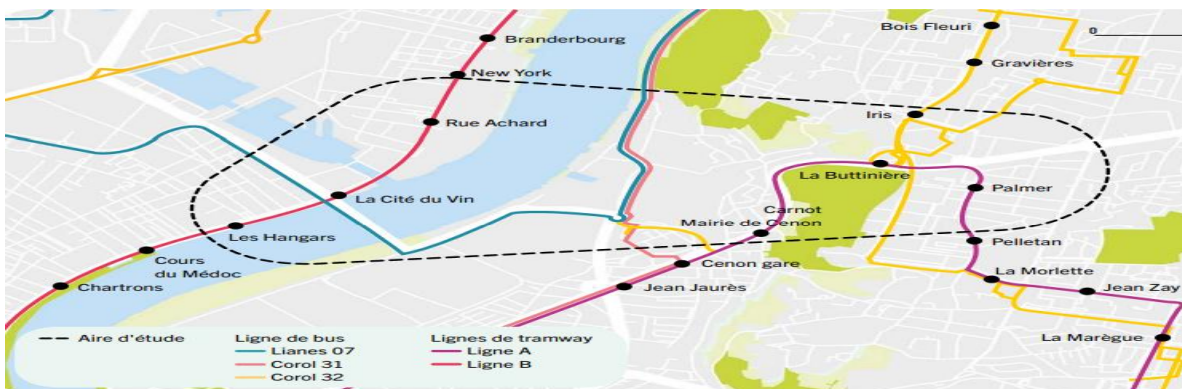 Bois Fleuri
0
Branderbourg
Gravières
New York
Iris
Rue Achard
La Buttinière
Palmer
La Cité du Vin
Carnot
Mairie de Cenon
Les Hangars
Pelletan
Cours
du Médoc
Cenon gare
La Morlette
Chartrons
Jean Jaurès
Jean Zay
La Marègue
Aire d'étude
Ligne de bus
Lianes 07
Corol 31
Corol 32
Lignes de tramway
Ligne A
Ligne B